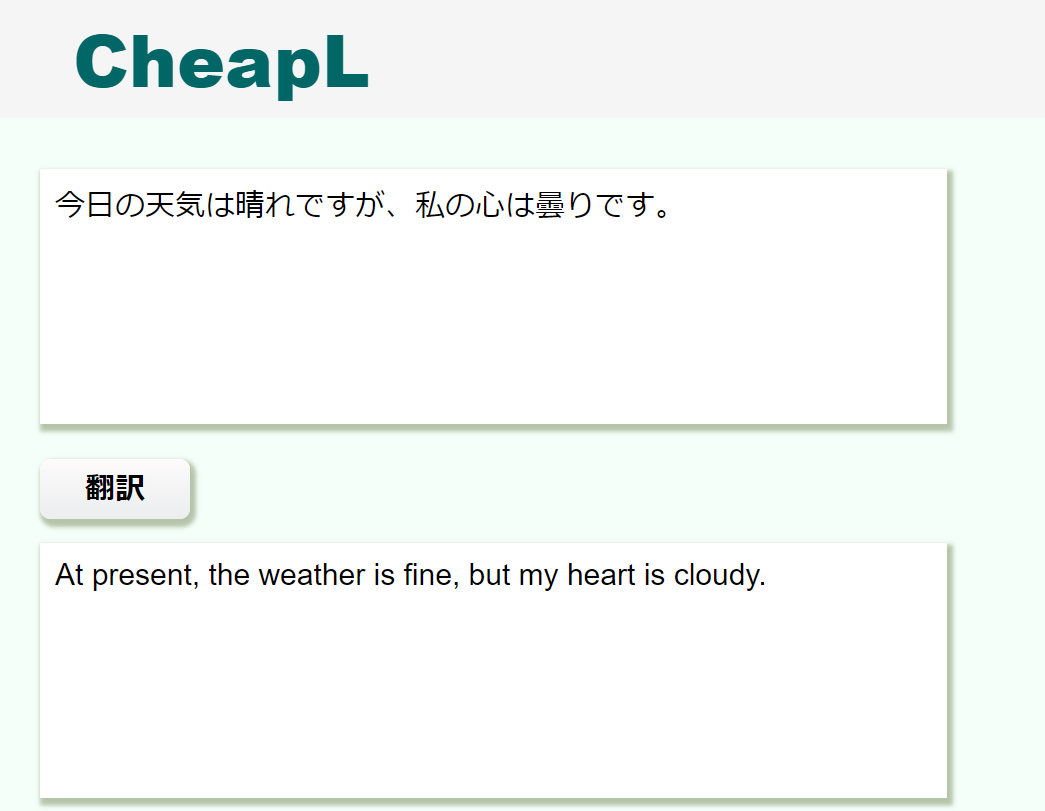 CheapL
今日の天気は晴れですが、私の心は曇りです。
翻訳
At present, the weather is fine, but my heart is cloudy.